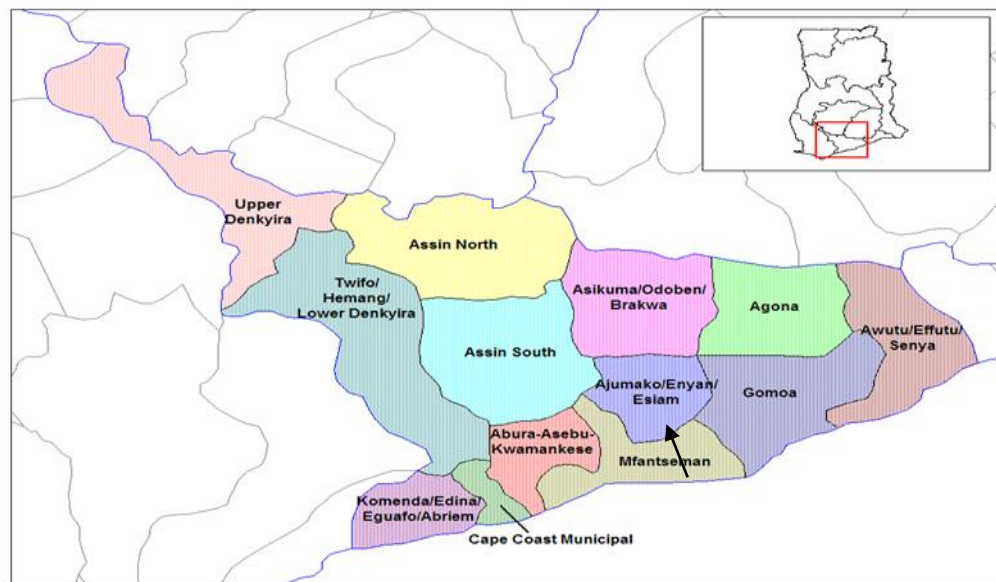 Upper
Denkyira
Assin North
Twifo/
Hemang/
Lower Denkyira
Asikuma/Odoben/
Brakwa
Agona
Awutu/Effutu/
Senya
Assin South
Ajumako/Enyan/
Esiam
Gomoa
Abura-Asebu-
Kwamankese
Mfantseman
Komenda/Edina/
Eguafo/Abriem
Cape Coast Municipal